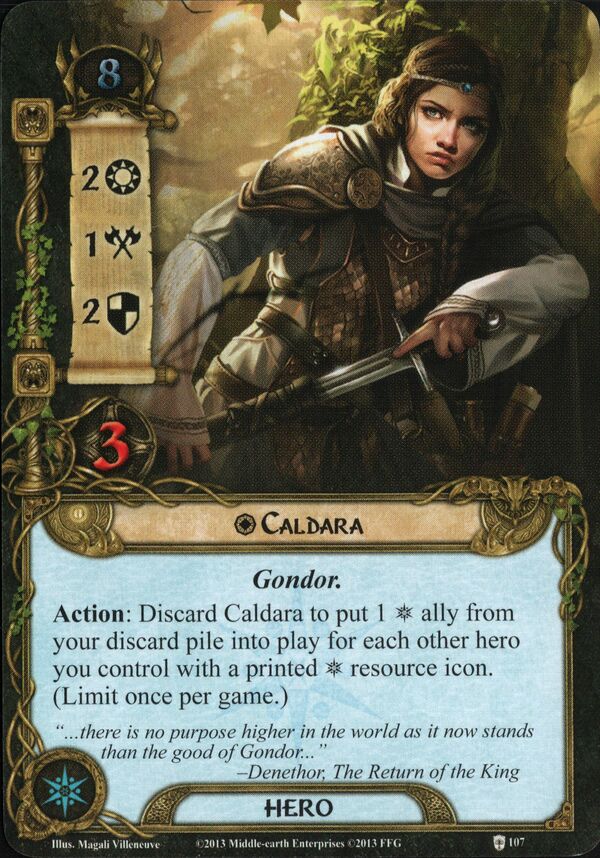 8
2
1
2
3
Caldara
Gondor.
Action: Discard Caldara to put 1 ally from
your discard pile into play for each other hero
you control with a printed resource icon.
(Limit once per game.)
“...there is no purpose higher in the world as it now stands
than the good of Gondor...”
–Denethor, The Return of the King
HERO
Illus. Magali Villeneuve ©2013 Middle-earth Enterprises ©2013 FFG 107